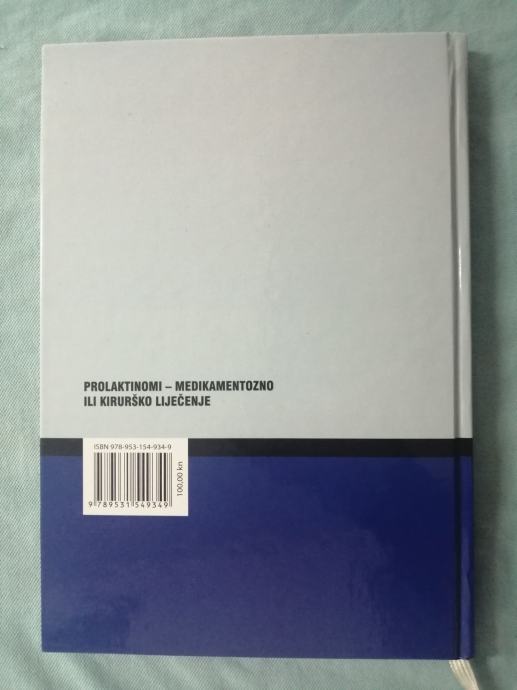 PROLAKTINOMI – MEDIKAMENTOZNO
ILI KIRURŠKO LIJEČENJE
ISBN 978-953-154-934-9
100,00 kn
9 789531 549349